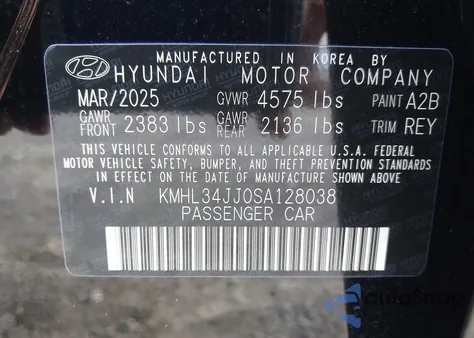 MANUFACTURED IN KOREA BY
HYUNDAI MOTOR COMPANY
MAR/2025 GVWR 4575 lbs PAINT A2B
GAWR FRONT 2383 lbs GAWR REAR 2136 lbs TRIM REY
THIS VEHICLE CONFORMS TO ALL APPLICABLE U.S.A. FEDERAL
MOTOR VEHICLE SAFETY, BUMPER, AND THEFT PREVENTION
STANDARDS IN EFFECT ON THE DATE OF MANUFACTURE SHOWN ABOVE.
V.I.N KMHL34JJ0SA128038
PASSENGER CAR
AutoSnap